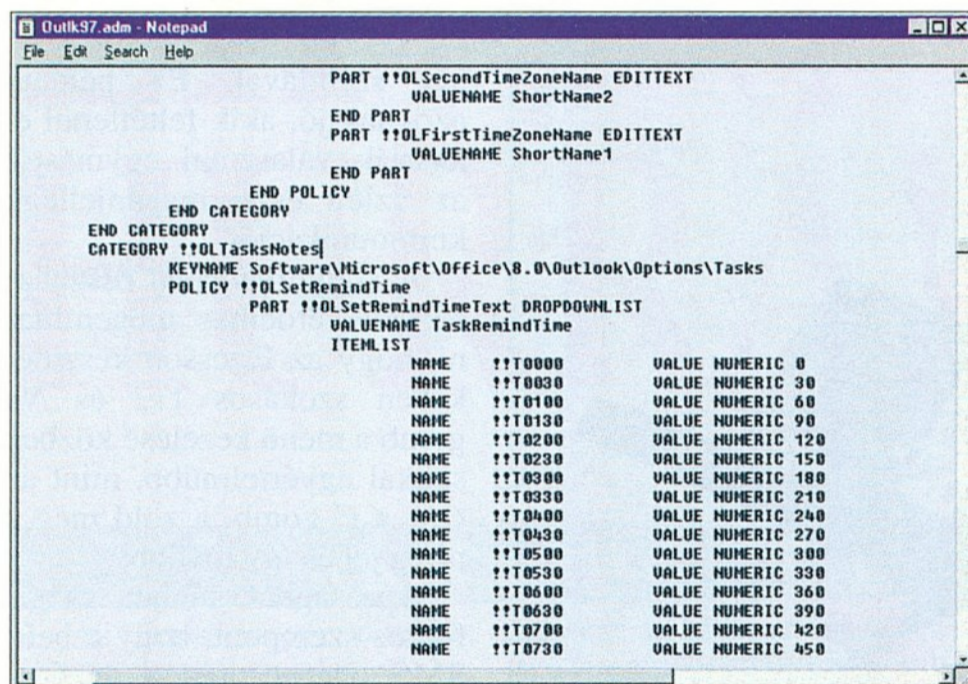 Outlk97.adm - Notepad
File Edit Search Help
PART !!OLSecondTimeZoneName EDITTEXT
VALUENAME ShortName2
END PART
PART !!OLFirstTimeZoneName EDITTEXT
VALUENAME ShortName1
END PART
END POLICY
END CATEGORY
END CATEGORY
CATEGORY !!OLTasksNotes
KEYNAME Software\Microsoft\Office\8.0\Outlook\Options\Tasks
POLICY !!OLSetRemindTime
PART !!OLSetRemindTimeText DROPDOWNLIST
VALUENAME TaskRemindTime
ITEMLIST
NAME !!T0000 VALUE NUMERIC 0
NAME !!T0030 VALUE NUMERIC 30
NAME !!T0100 VALUE NUMERIC 60
NAME !!T0130 VALUE NUMERIC 90
NAME !!T0200 VALUE NUMERIC 120
NAME !!T0230 VALUE NUMERIC 150
NAME !!T0300 VALUE NUMERIC 180
NAME !!T0330 VALUE NUMERIC 210
NAME !!T0400 VALUE NUMERIC 240
NAME !!T0430 VALUE NUMERIC 270
NAME !!T0500 VALUE NUMERIC 300
NAME !!T0530 VALUE NUMERIC 330
NAME !!T0600 VALUE NUMERIC 360
NAME !!T0630 VALUE NUMERIC 390
NAME !!T0700 VALUE NUMERIC 420
NAME !!T0730 VALUE NUMERIC 450